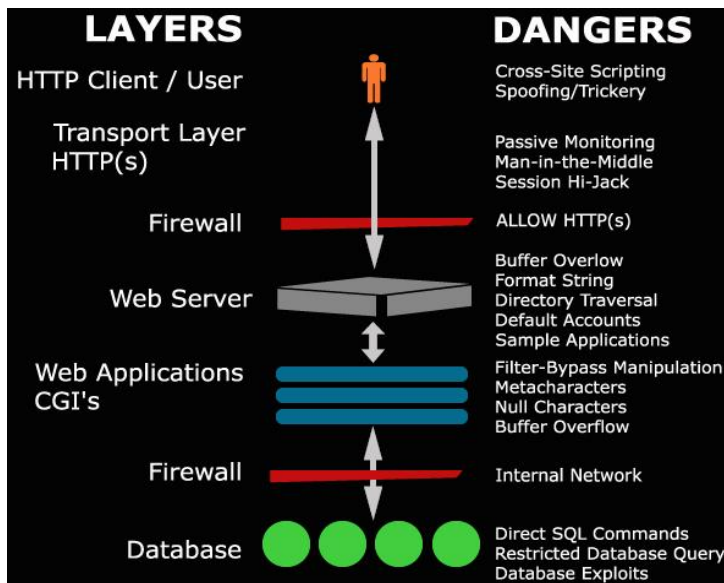 LAYERS
DANGERS
HTTP Client / User
Cross-Site Scripting
Spoofing/Trickery
Transport Layer
HTTP(s)
Passive Monitoring
Man-in-the-Middle
Session Hi-Jack
Firewall
ALLOW HTTP(s)
Web Server
Buffer Overlow
Format String
Directory Traversal
Default Accounts
Sample Applications
Web Applications
CGI's
Filter-Bypass Manipulation
Metacharacters
Null Characters
Buffer Overflow
Firewall
Internal Network
Database
Direct SQL Commands
Restricted Database Query
Database Exploits